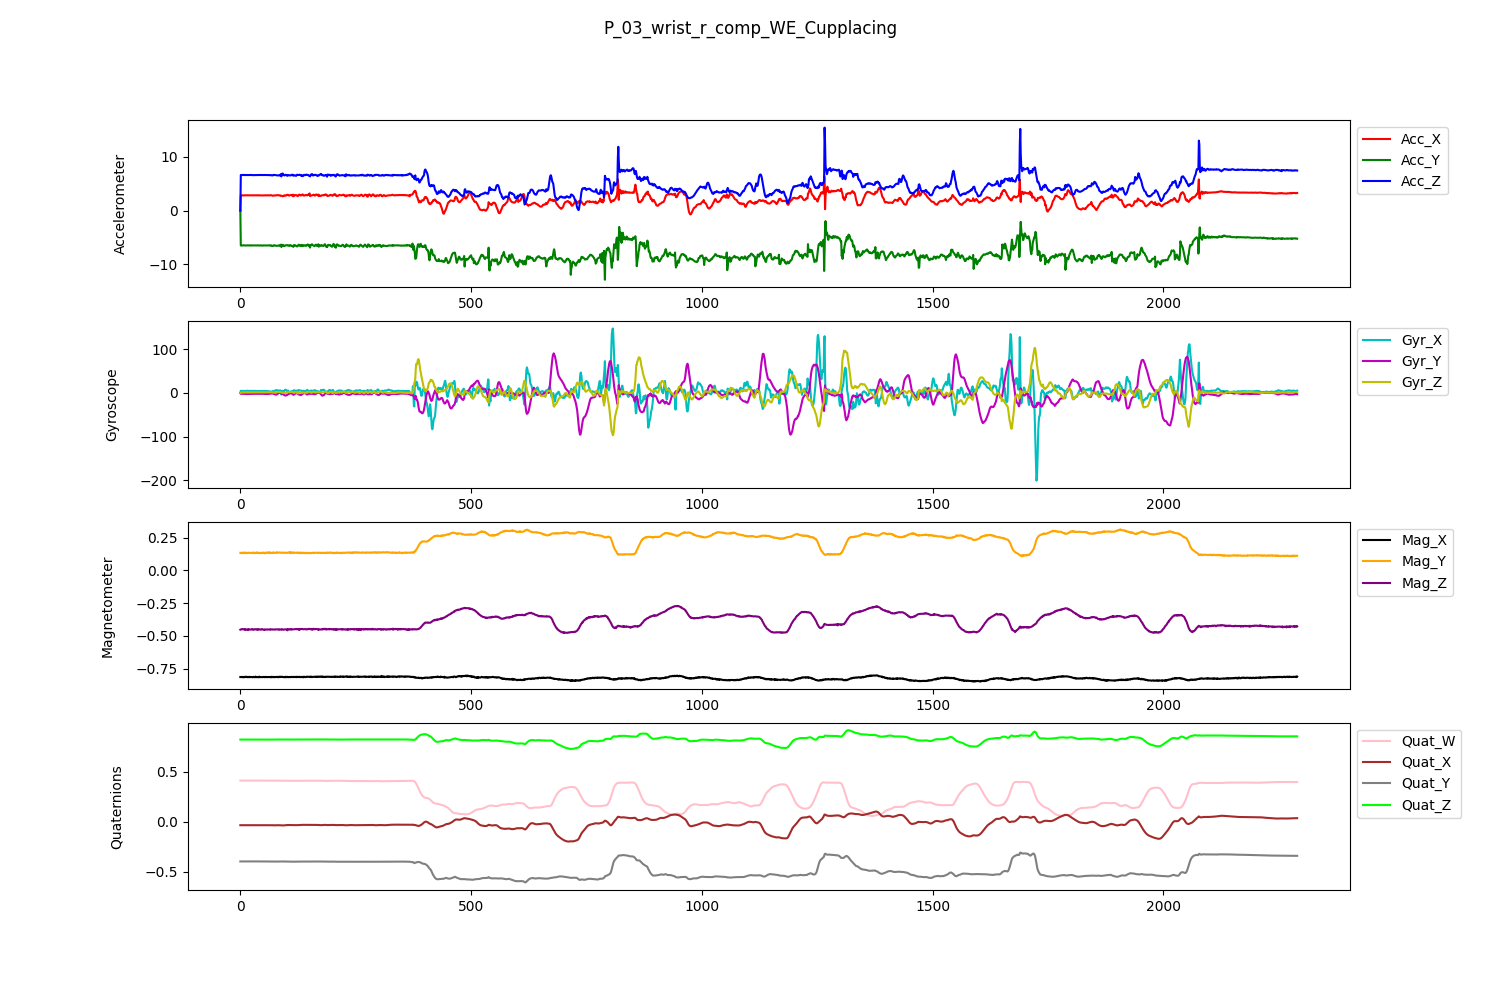 P_03_wrist_r_comp_WE_Cupplacing
Accelerometer
10
0
−10
0 500 1000 1500 2000
Acc_X
Acc_Y
Acc_Z
Gyroscope
100
0
−100
−200
0 500 1000 1500 2000
Gyr_X
Gyr_Y
Gyr_Z
Magnetometer
0.25
0.00
−0.25
−0.50
−0.75
0 500 1000 1500 2000
Mag_X
Mag_Y
Mag_Z
Quaternions
0.5
0.0
−0.5
0 500 1000 1500 2000
Quat_W
Quat_X
Quat_Y
Quat_Z